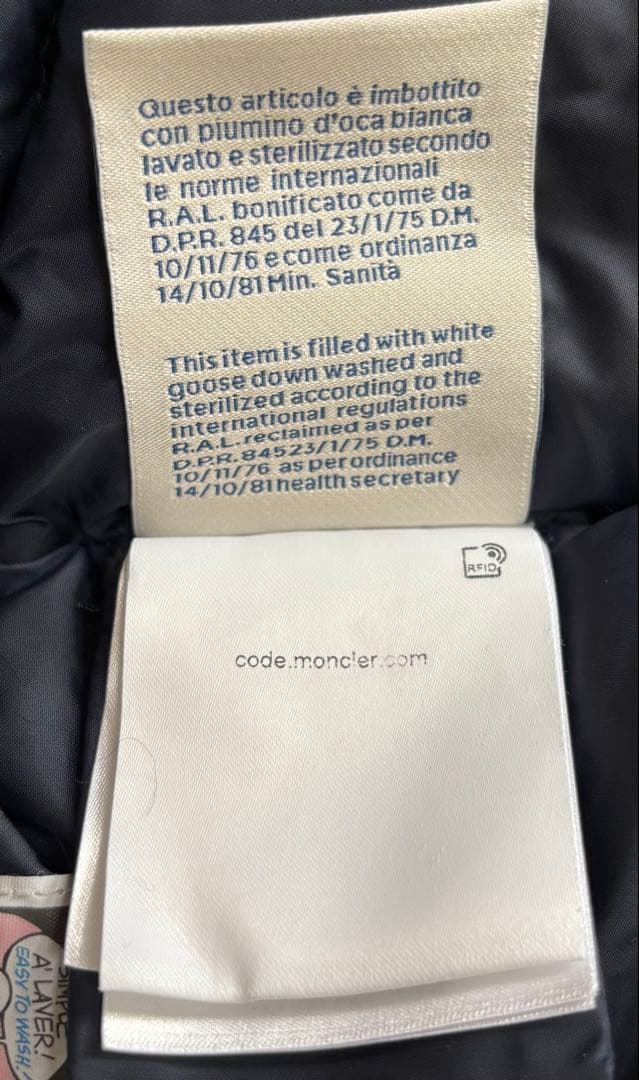 Questo articolo è imbottito
con piumino d'oca bianca
lavato e sterilizzato secondo
le norme internazionali
R.A.L. bonificato come da
D.P.R. 845 del 23/1/75 D.M.
10/11/76 e come ordinanza
14/10/81 Min. Sanità
This item is filled with white
goose down washed and
sterilized according to the
international regulations
R.A.L. reclaimed as per
D.P.R. 84523/1/75 D.M.
10/11/76 as per ordinance
14/10/81 health secretary
RFID
code.moncler.com
SIMPLE
A' LAVER!
EASY TO WASH!